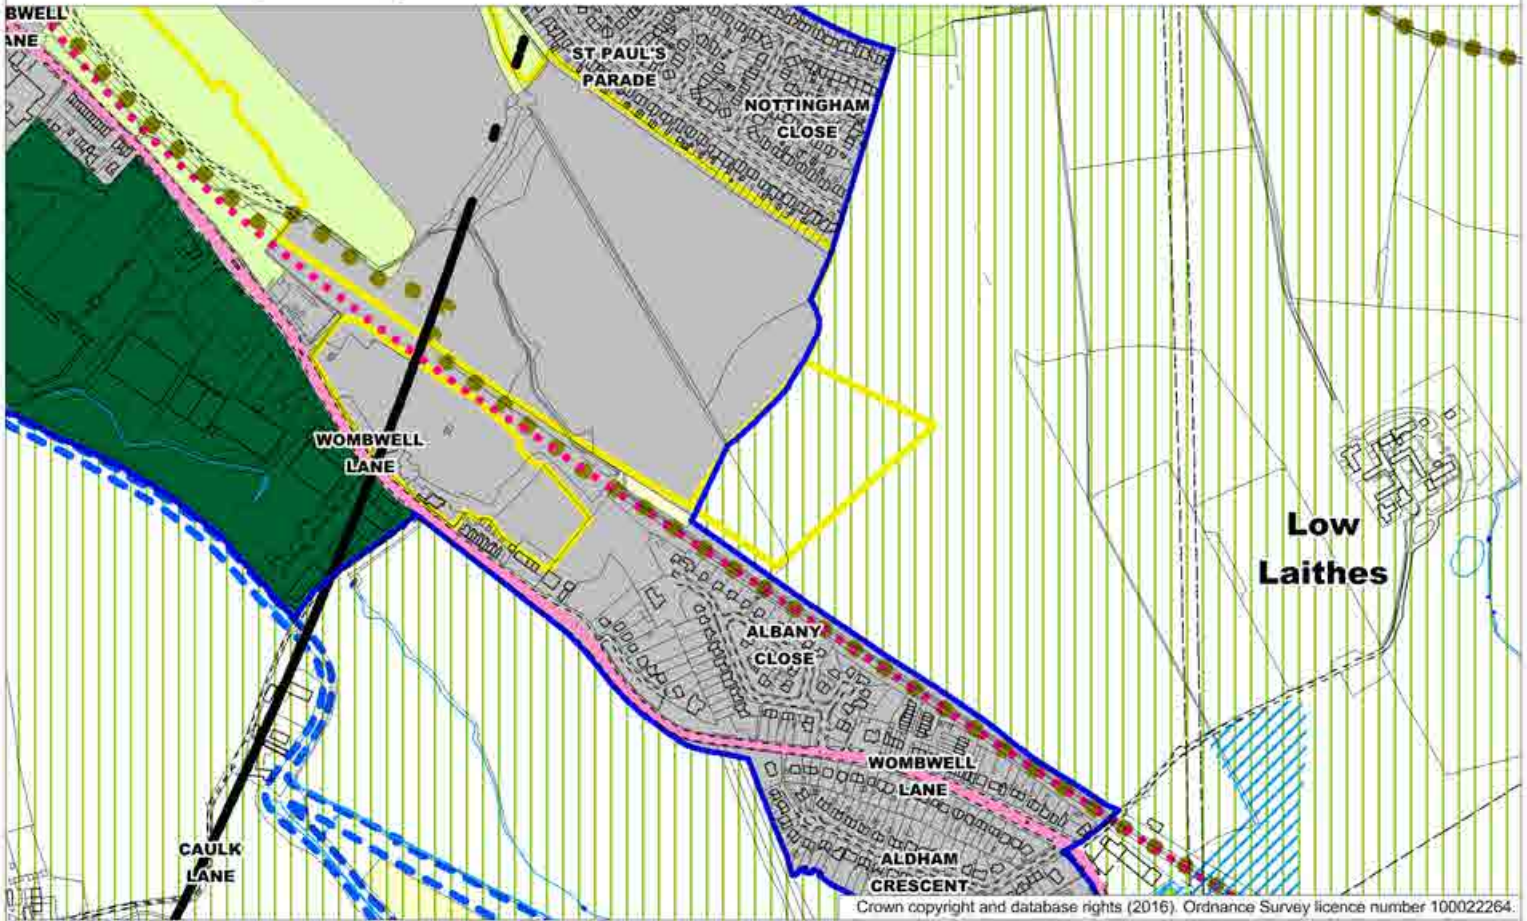 BWELL
ANE
ST PAUL'S
PARADE
NOTTINGHAM
CLOSE
WOMBWELL
LANE
Low
Laithes
ALBANY
CLOSE
WOMBWELL
LANE
CAULK
LANE
ALDHAM
CRESCENT
Crown copyright and database rights (2016). Ordnance Survey licence number 100022264.